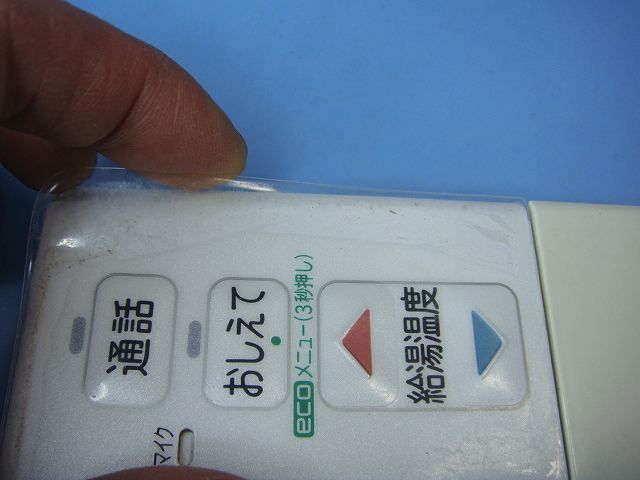 通話
おしえて
eco メニュー(3秒押し)
給湯温度
マイク